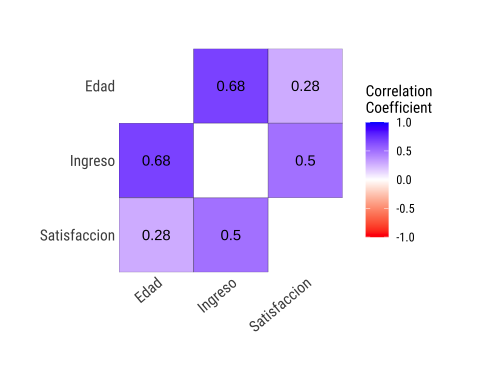 Edad
0.68
0.28
Ingreso
0.68
0.5
Satisfaccion
0.28
0.5
Edad
Ingreso
Satisfaccion
Correlation
Coefficient
1.0
0.5
0.0
-0.5
-1.0